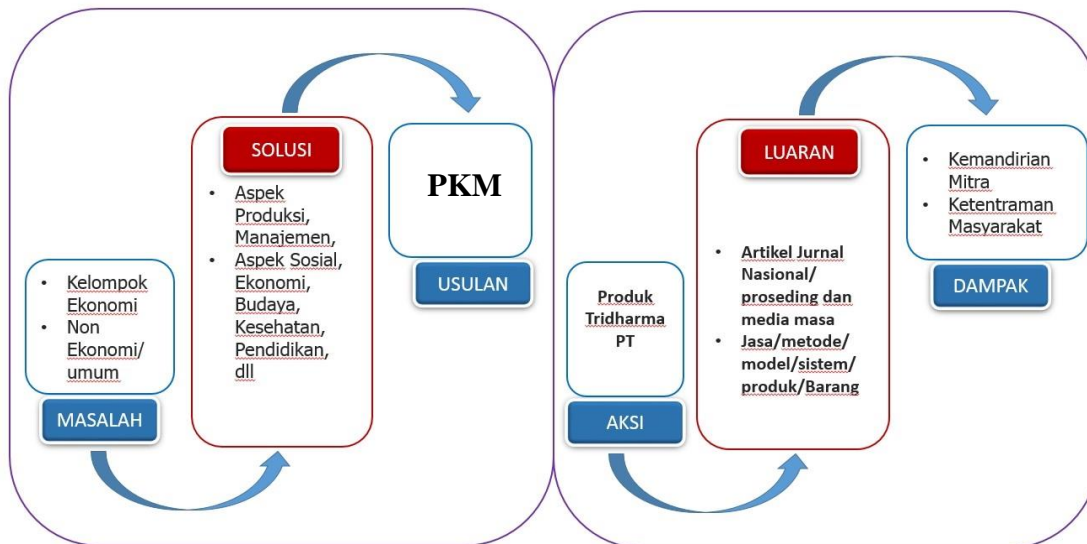 • Kelompok
Ekonomi
• Non
Ekonomi/
umum
MASALAH
SOLUSI
• Aspek
Produksi,
Manajemen,
• Aspek Sosial,
Ekonomi,
Budaya,
Kesehatan,
Pendidikan,
dll
PKM
USULAN
Produk
Tridharma
PT
AKSI
LUARAN
• Artikel Jurnal
Nasional/
proseding dan
media masa
• Jasa/metode/
model/sistem/
produk/Barang
• Kemandirian
Mitra
• Ketentraman
Masyarakat
DAMPAK